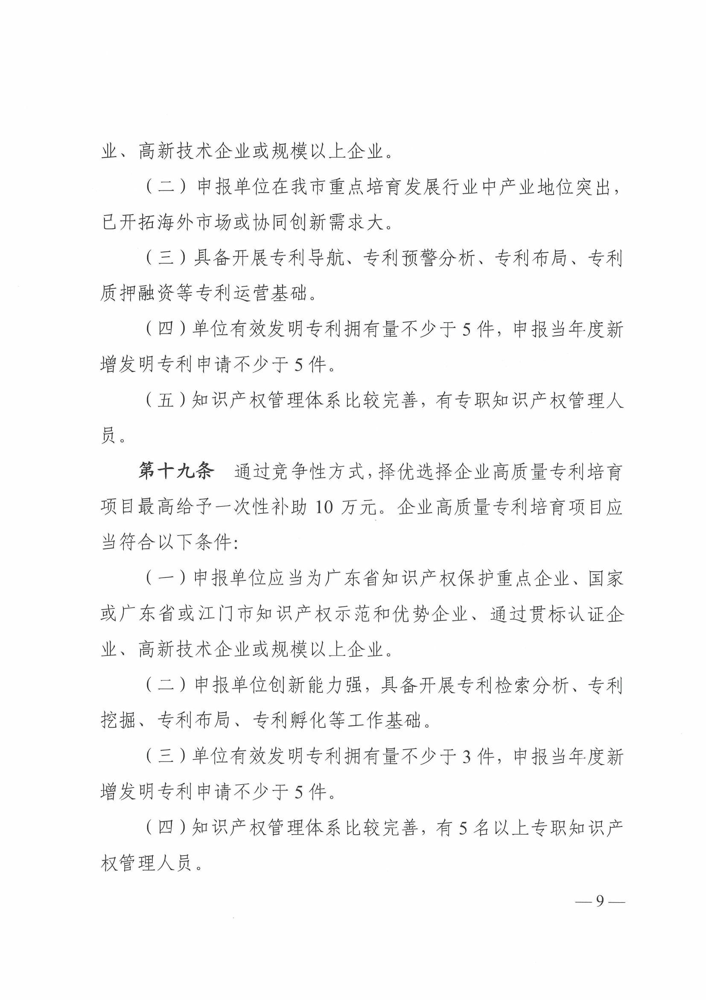 业、高新技术企业或规模以上企业。
（二）申报单位在我市重点培育发展行业中产业地位突出，
已开拓海外市场或协同创新需求大。
（三）具备开展专利导航、专利预警分析、专利布局、专利
质押融资等专利运营基础。
（四）单位有效发明专利拥有量不少于 5 件，申报当年度新
增发明专利申请不少于 5 件。
（五）知识产权管理体系比较完善，有专职知识产权管理人
员。
第十九条 通过竞争性方式，择优选择企业高质量专利培育
项目最高给予一次性补助 10 万元。企业高质量专利培育项目应
当符合以下条件：
（一）申报单位应当为广东省知识产权保护重点企业、国家
或广东省或江门市知识产权示范和优势企业、通过贯标认证企
业、高新技术企业或规模以上企业。
（二）申报单位创新能力强，具备开展专利检索分析、专利
挖掘、专利布局、专利孵化等工作基础。
（三）单位有效发明专利拥有量不少于 3 件，申报当年度新
增发明专利申请不少于 5 件。
（四）知识产权管理体系比较完善，有 5 名以上专职知识产
权管理人员。
— 9 —